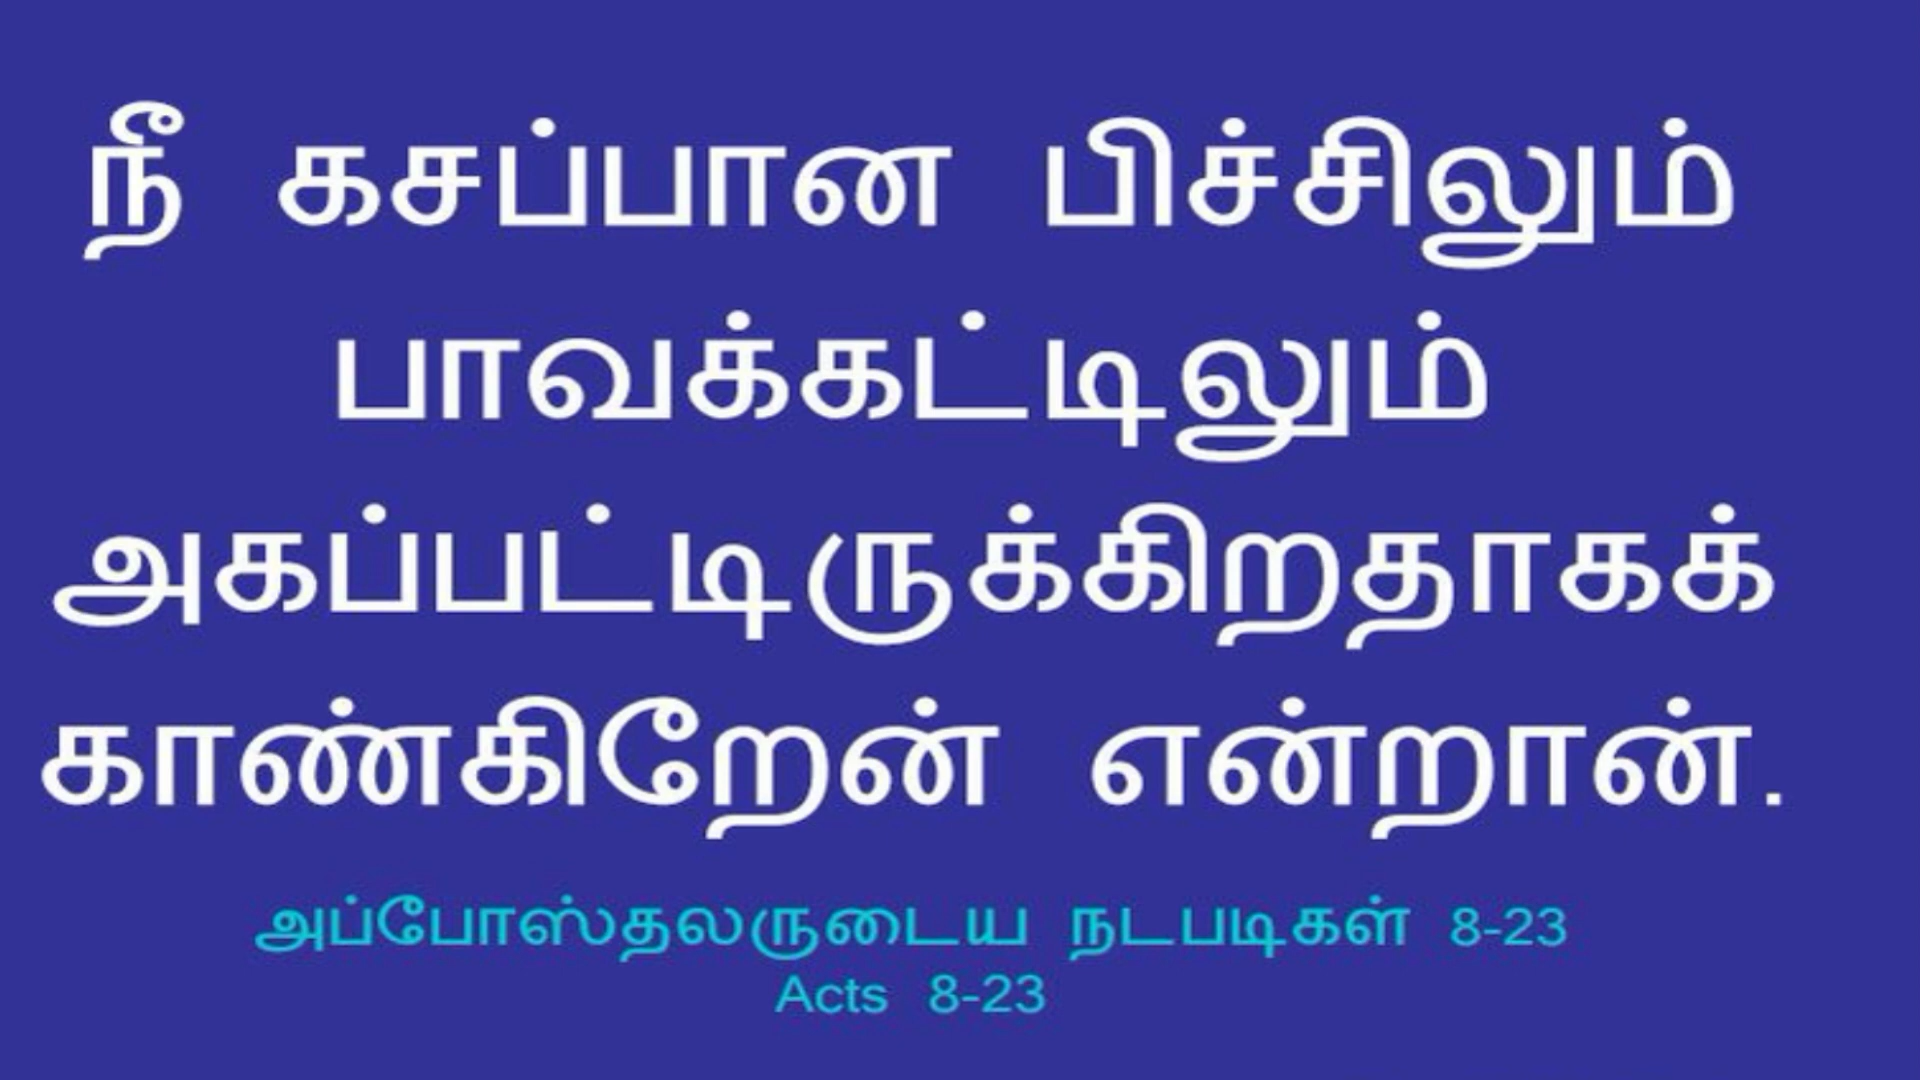 நீ கசப்பான பிச்சிலும்
பாவக்கட்டிலும்
அகப்பட்டிருக்கிறதாகக்
காண்கிறேன் என்றான்.
அப்போஸ்தலருடைய நடபடிகள் 8-23
Acts 8-23